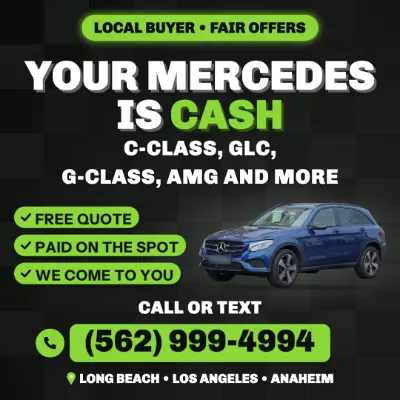 LOCAL BUYER • FAIR OFFERS
YOUR MERCEDES
IS CASH
C-CLASS, GLC,
G-CLASS, AMG AND MORE
FREE QUOTE
PAID ON THE SPOT
WE COME TO YOU
CALL OR TEXT
(562) 999-4994
LONG BEACH • LOS ANGELES • ANAHEIM